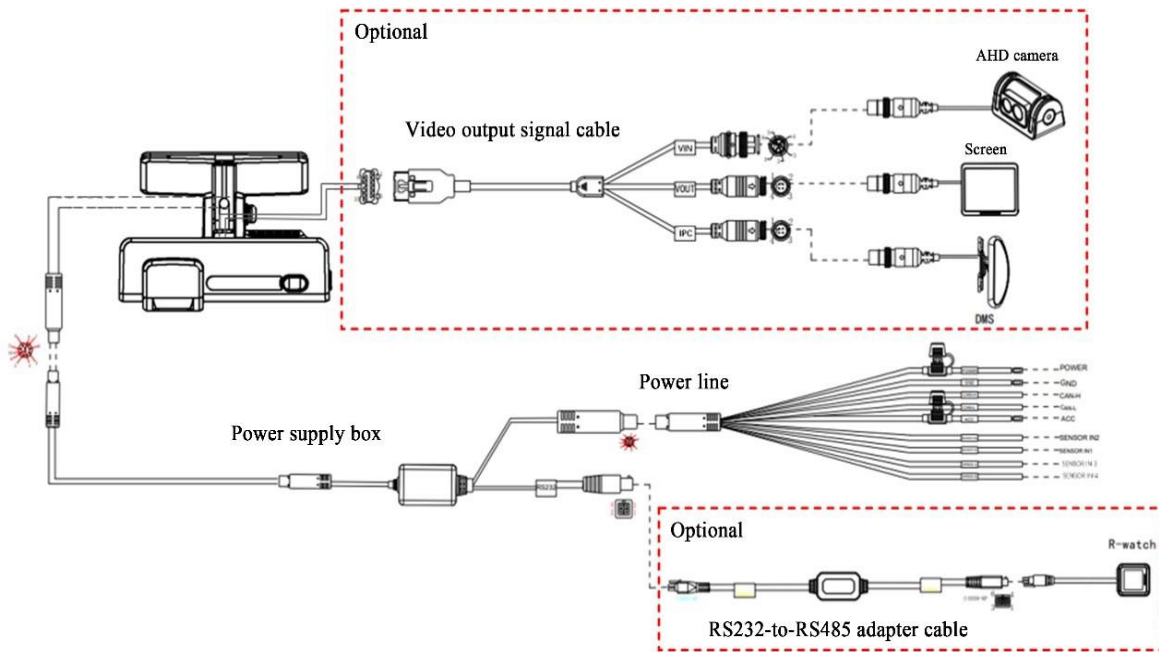 Optional
AHD camera
Video output signal cable
VIN
Screen
VOUT
IPC
DMS
Power line
POWER
GND
CAN-H
CAN-L
ACC
Power supply box
SENSOR IN2
SENSOR IN1
SENSOR IN 3
SENSOR IN4
RS232
Optional
R-watch
RS232-to-RS485 adapter cable